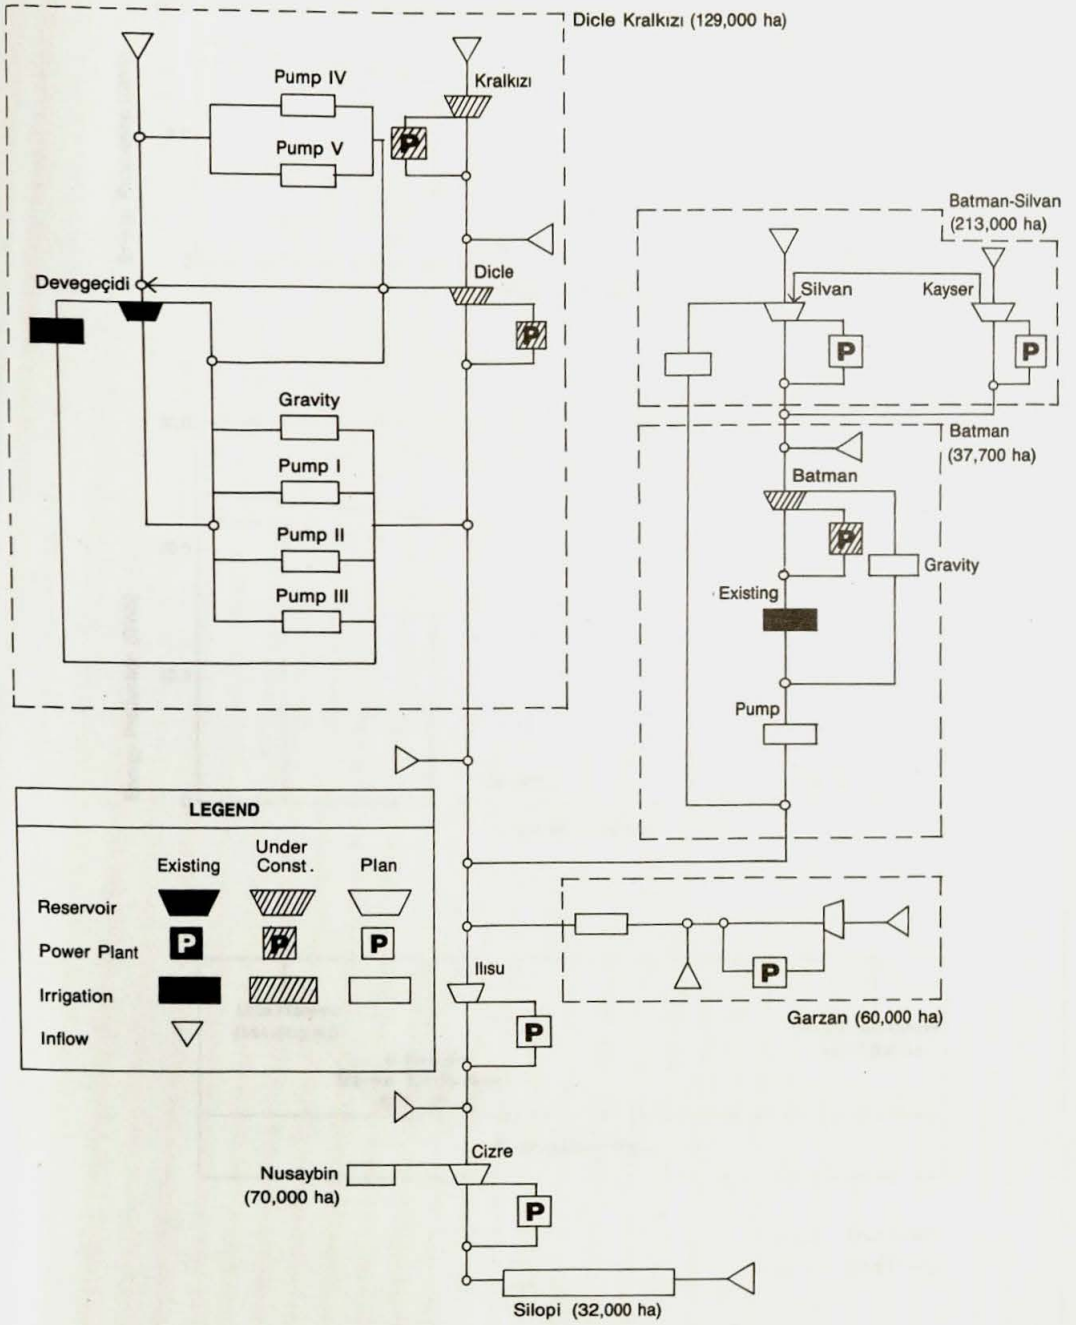 Dicle Kralkızı (129,000 ha)
Pump IV
Kralkızı
P
Pump V
Batman-Silvan
(213,000 ha)
Devegeçidi
Dicle
Silvan
Kayser
P
P
P
Gravity
Batman
(37,700 ha)
Pump I
Batman
Pump II
P
Gravity
Existing
Pump III
Pump
LEGEND
Under
Existing
Const.
Plan
Reservoir
Power Plant
P
P
P
Irrigation
Inflow
P
Garzan (60,000 ha)
Ilısu
P
Cizre
Nusaybin
(70,000 ha)
P
Silopi (32,000 ha)